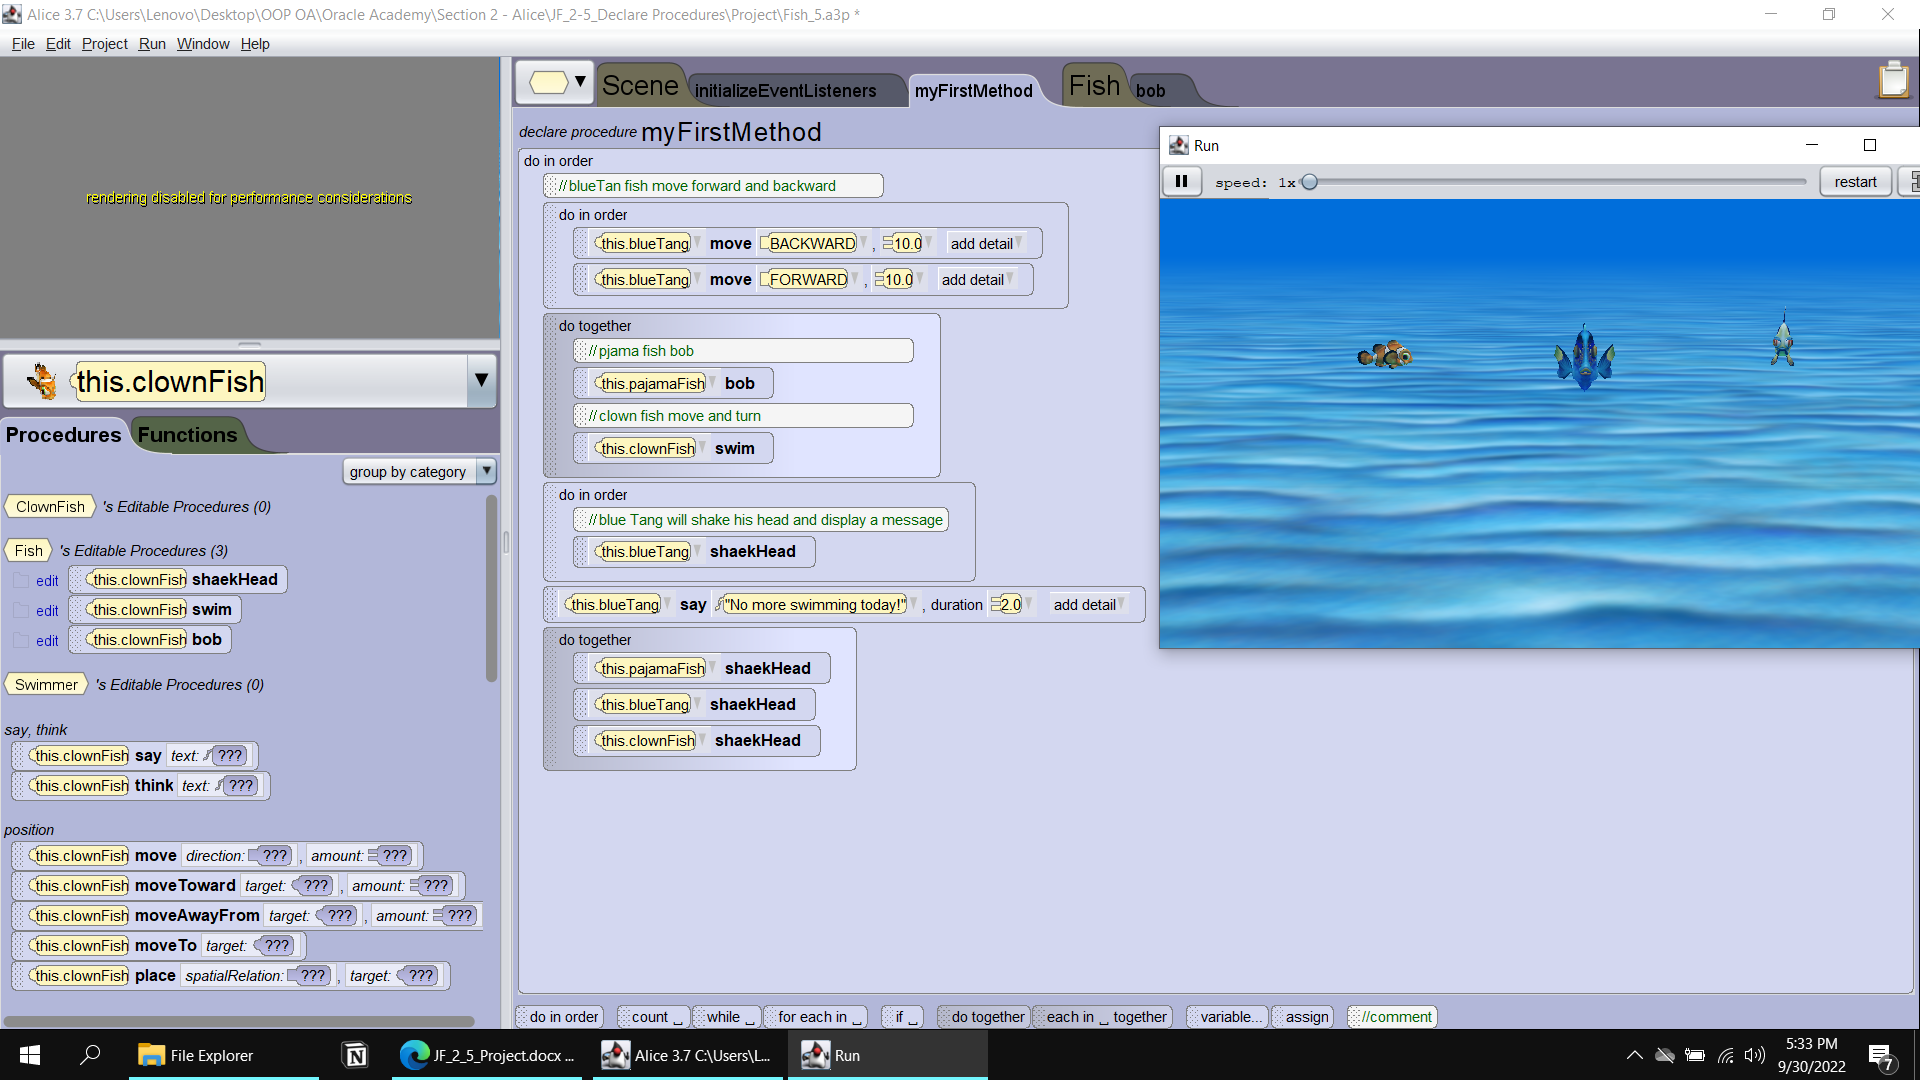 Alice 3.7 C:\Users\Lenovo\Desktop\OOP OA\Oracle Academy\Section 2 - Alice\JF_2-5_Declare Procedures\Project\Fish_5.a3p *
File Edit Project Run Window Help
rendering disabled for performance considerations
this.clownFish
Procedures Functions
group by category
ClownFish 's Editable Procedures (0)
Fish 's Editable Procedures (3)
edit this.clownFish shaekHead
edit this.clownFish swim
edit this.clownFish bob
Swimmer 's Editable Procedures (0)
say, think
this.clownFish say text: ???
this.clownFish think text: ???
position
this.clownFish move direction: ??? , amount: ???
this.clownFish moveToward target: ??? , amount: ???
this.clownFish moveAwayFrom target: ??? , amount: ???
this.clownFish moveTo target: ???
this.clownFish place spatialRelation: ??? , target: ???
Scene initializeEventListeners myFirstMethod Fish bob
declare procedure myFirstMethod
do in order
//blueTan fish move forward and backward
do in order
this.blueTang move BACKWARD , 10.0 add detail
this.blueTang move FORWARD , 10.0 add detail
do together
//pjama fish bob
this.pajamaFish bob
//clown fish move and turn
this.clownFish swim
do in order
//blue Tang will shake his head and display a message
this.blueTang shaekHead
this.blueTang say "No more swimming today!" , duration 2.0 add detail
do together
this.pajamaFish shaekHead
this.blueTang shaekHead
this.clownFish shaekHead
do in order count ⎵ while ⎵ for each in ⎵ if ⎵ do together each in ⎵ together variable... assign //comment
Run
speed: 1x restart
File Explorer JF_2_5_Project.docx ... Alice 3.7 C:\Users\L... Run
5:33 PM
9/30/2022
7